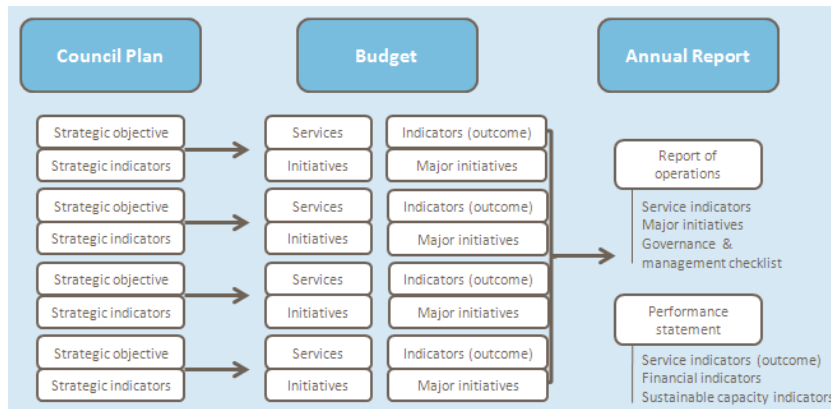 Council Plan
Budget
Annual Report
Strategic objective
Strategic indicators
Services
Initiatives
Indicators (outcome)
Major initiatives
Strategic objective
Strategic indicators
Services
Initiatives
Indicators (outcome)
Major initiatives
Strategic objective
Strategic indicators
Services
Initiatives
Indicators (outcome)
Major initiatives
Strategic objective
Strategic indicators
Services
Initiatives
Indicators (outcome)
Major initiatives
Report of
operations
Service indicators
Major initiatives
Governance &
management checklist
Performance
statement
Service indicators (outcome)
Financial indicators
Sustainable capacity indicators